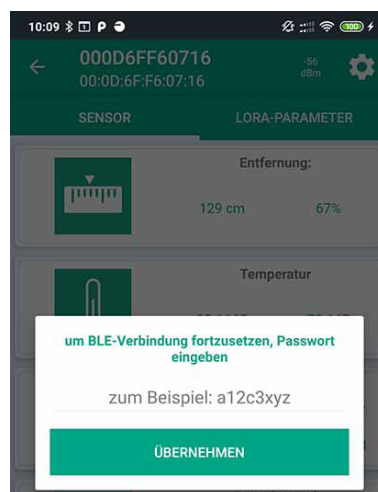 10:09
100
000D6FF60716
-56
00:0D:6F:F6:07:16
dBm
SENSOR LORA-PARAMETER
Entfernung:
129 cm 67%
Temperatur
um BLE-Verbindung fortzusetzen, Passwort
eingeben
zum Beispiel: a12c3xyz
ÜBERNEHMEN